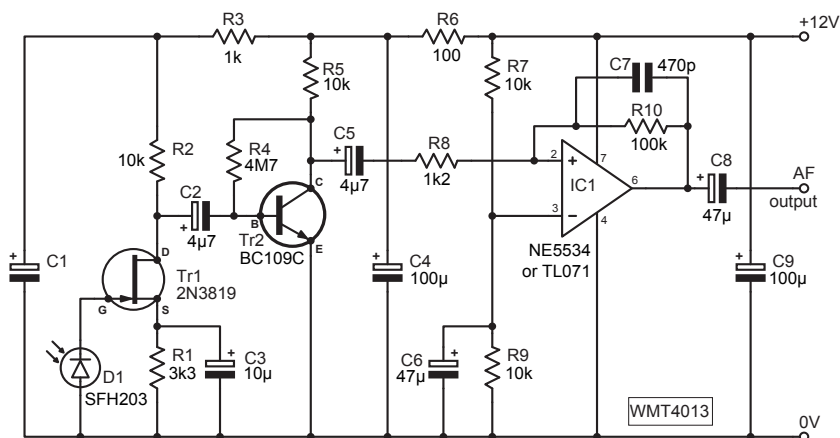 +12V
R3
1k
R6
100
R5
10k
R7
10k
C7
470p
R10
100k
R2
10k
R4
4M7
C5
+
4µ7
R8
1k2
C2
+
4µ7
C
B
E
Tr2
BC109C
2
+
7
IC1
6
3
−
4
NE5534
or TL071
C8
+
47µ
AF
output
+
C1
D
G
S
Tr1
2N3819
+
C4
100µ
+
C9
100µ
D1
SFH203
R1
3k3
+
C3
10µ
C6
+
47µ
R9
10k
WMT4013
0V